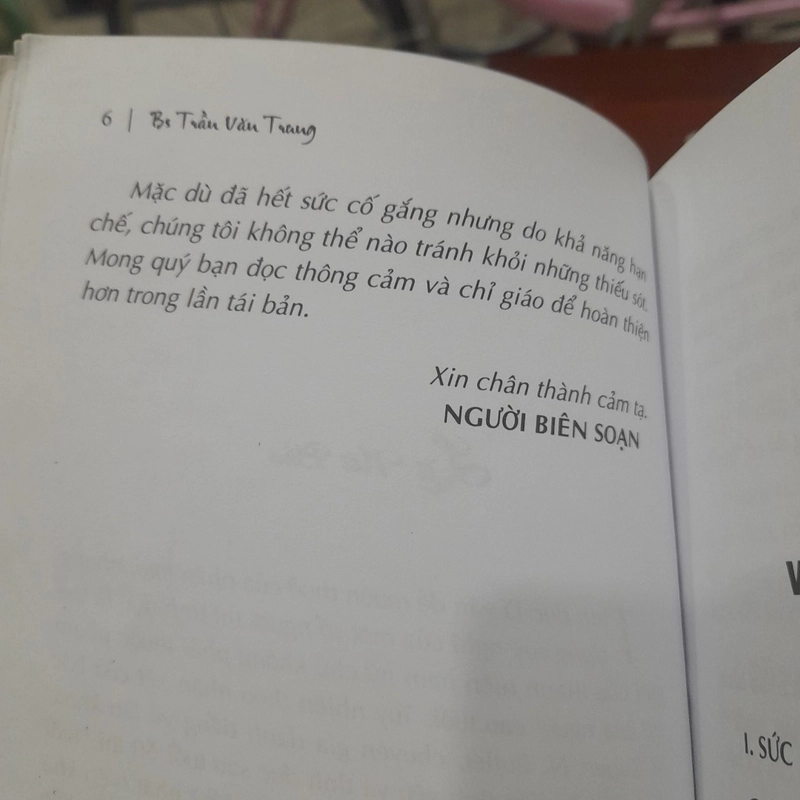 6 | Bs Trần Văn Trang
Mặc dù đã hết sức cố gắng nhưng do khả năng hạn
chế, chúng tôi không thể nào tránh khỏi những thiếu sót.
Mong quý bạn đọc thông cảm và chỉ giáo để hoàn thiện
hơn trong lần tái bản.
Xin chân thành cảm tạ.
NGƯỜI BIÊN SOẠN
I. SỨC